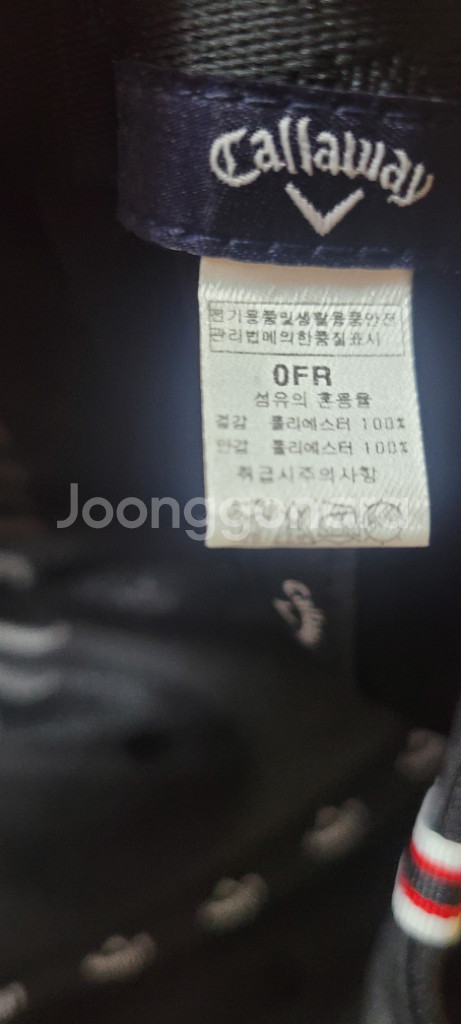 Callaway
전기용품및생활용품안전
관리법에의한품질표시
OFR
섬유의 혼용율
겉감 폴리에스터 100%
안감 폴리에스터 100%
취급시주의사항
Joonggonara
Callaway